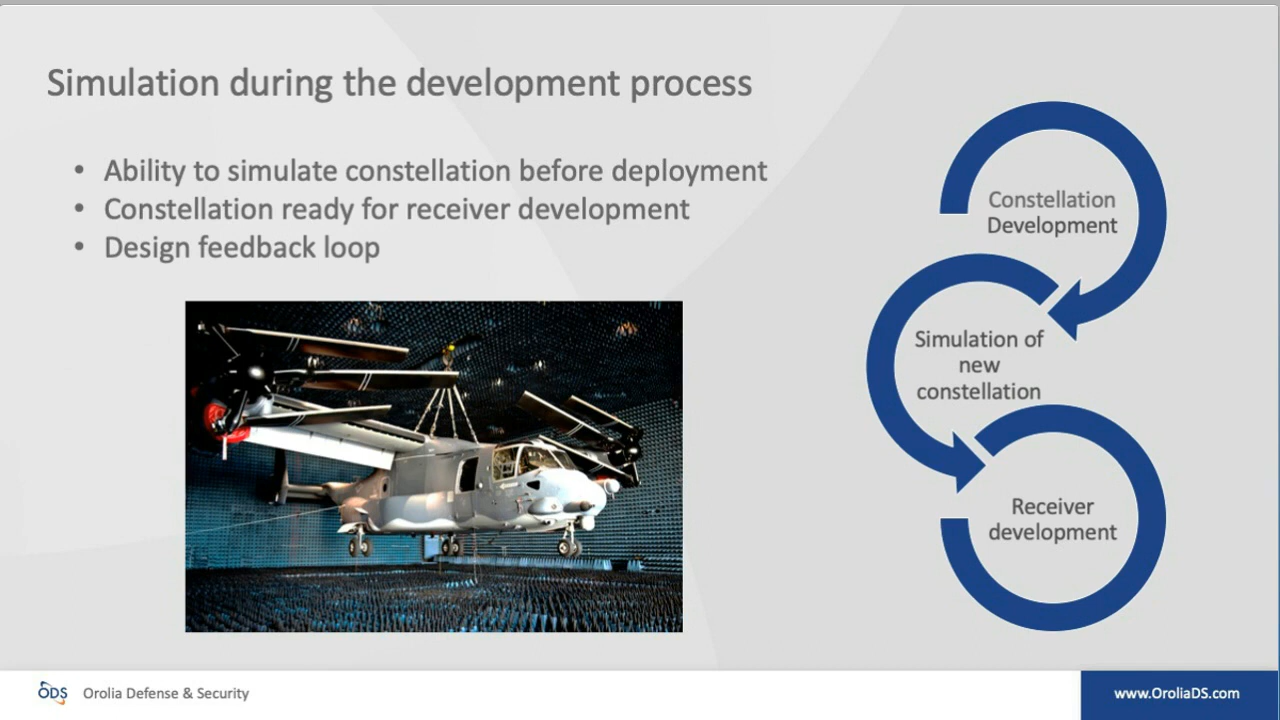 Simulation during the development process
• Ability to simulate constellation before deployment
• Constellation ready for receiver development
• Design feedback loop
Constellation
Development
Simulation of
new
constellation
Receiver
development
ODS Orolia Defense & Security
www.OroliaDS.com